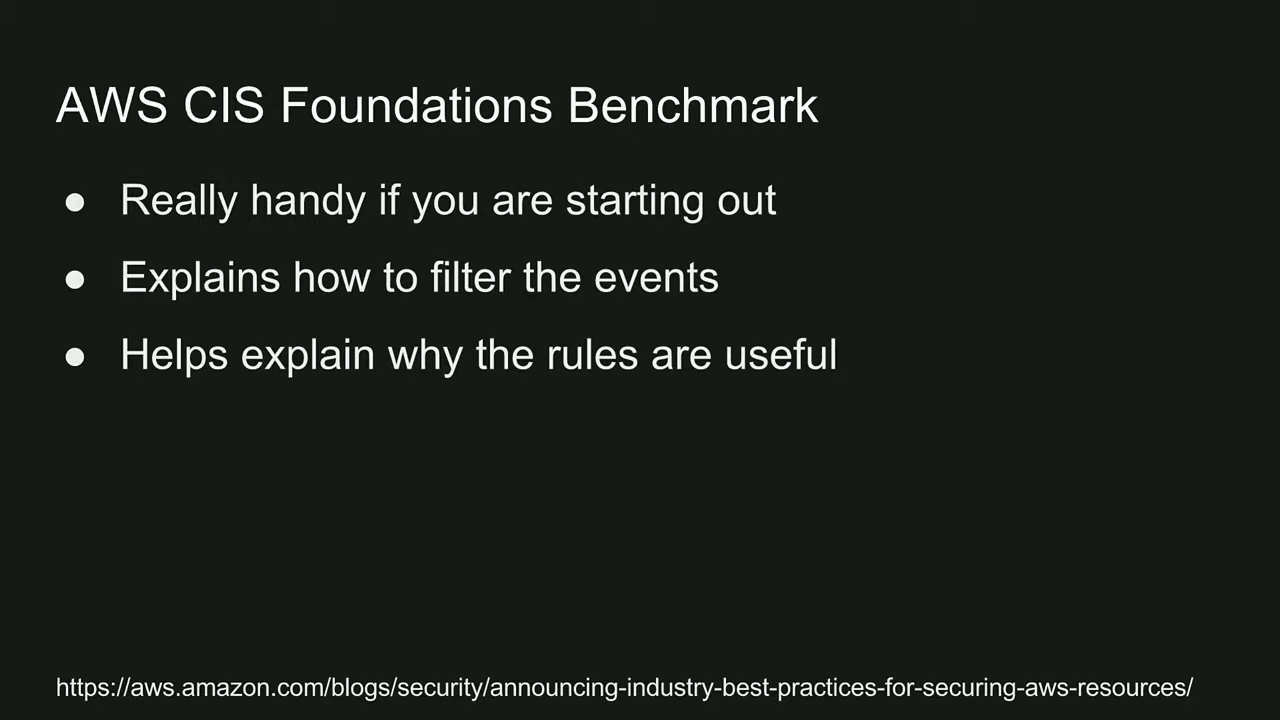 AWS CIS Foundations Benchmark
● Really handy if you are starting out
● Explains how to filter the events
● Helps explain why the rules are useful
https://aws.amazon.com/blogs/security/announcing-industry-best-practices-for-securing-aws-resources/